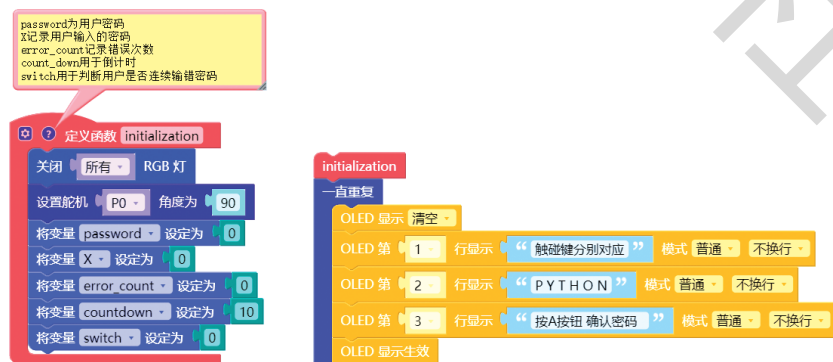 password为用户密码
X记录用户输入的密码
error_count记录错误次数
count_down用于倒计时
switch用于判断用户是否连续输错密码
定义函数 initialization
关闭 所有 RGB 灯
设置舵机 P0 角度为 90
将变量 password 设定为 0
将变量 X 设定为 0
将变量 error_count 设定为 0
将变量 countdown 设定为 10
将变量 switch 设定为 0
initialization
一直重复
OLED 显示 清空
OLED 第 1 行显示 “ 触碰键分别对应 ” 模式 普通 不换行
OLED 第 2 行显示 “ P Y T H O N ” 模式 普通 不换行
OLED 第 3 行显示 “ 按A按钮 确认密码 ” 模式 普通 不换行
OLED 显示生效